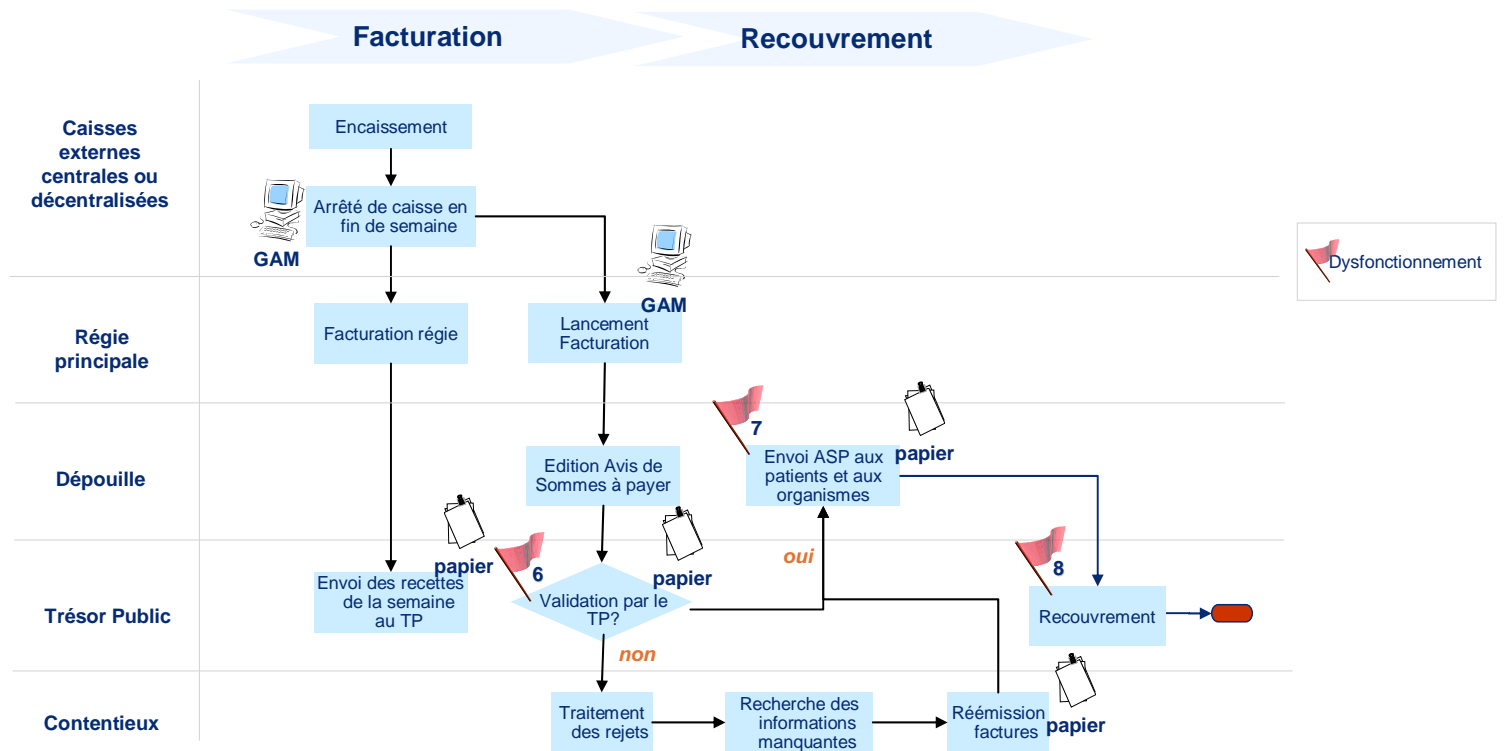 Facturation
Recouvrement
Caisses
externes
centrales ou
décentralisées
Encaissement
Arrêté de caisse en
fin de semaine
GAM
GAM
Dysfonctionnement
Régie
principale
Facturation régie
Lancement
Facturation
Dépouille
Edition Avis de
Sommes à payer
7
Envoi ASP aux
patients et aux
organismes
papier
Trésor Public
papier
Envoi des recettes
de la semaine
au TP
6
Validation par le
TP?
papier
oui
non
8
Recouvrement
Contentieux
Traitement
des rejets
Recherche des
informations
manquantes
Réémission
factures
papier